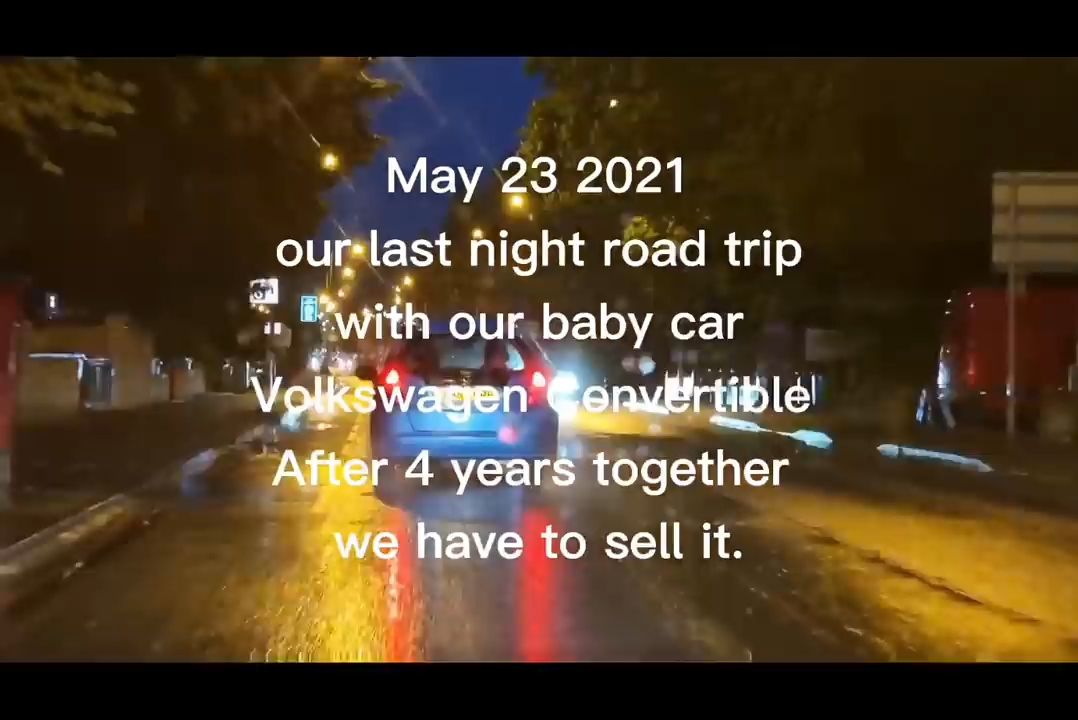 May 23 2021
our last night road trip
with our baby car
Volkswagen Convertible
After 4 years together
we have to sell it.